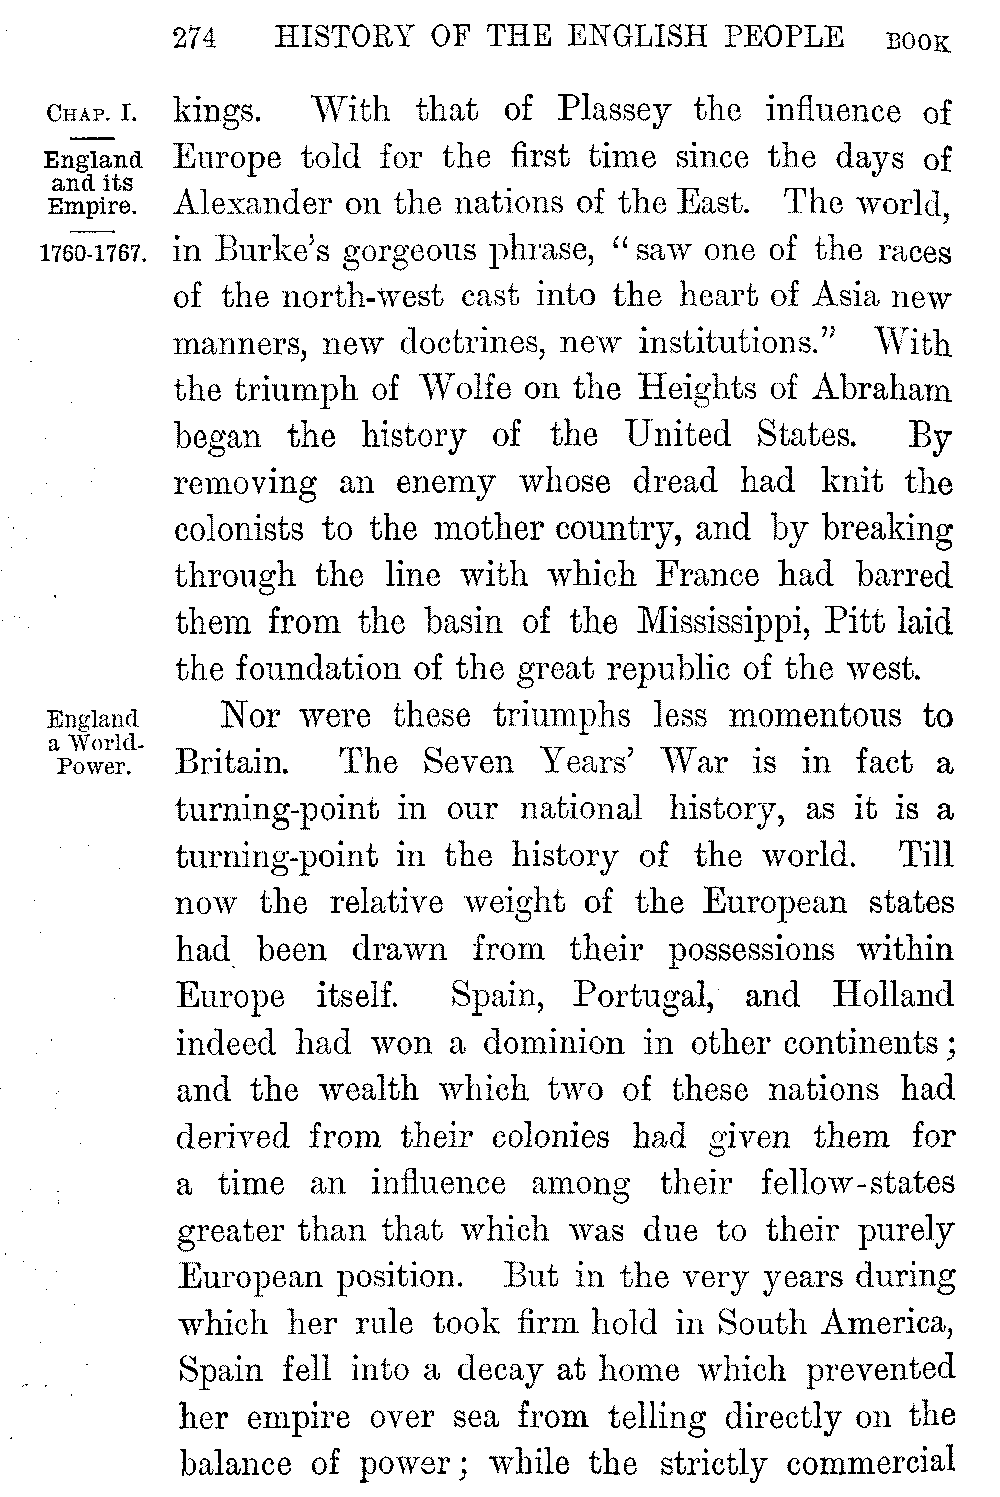 274 HISTORY OF THE ENGLISH PEOPLE BOOK
CHAP. I.
England
and its
Empire.
1760-1767.
kings. With that of Plassey the influence of
Europe told for the first time since the days of
Alexander on the nations of the East. The world,
in Burke's gorgeous phrase, "saw one of the races
of the north-west cast into the heart of Asia new
manners, new doctrines, new institutions." With
the triumph of Wolfe on the Heights of Abraham
began the history of the United States. By
removing an enemy whose dread had knit the
colonists to the mother country, and by breaking
through the line with which France had barred
them from the basin of the Mississippi, Pitt laid
the foundation of the great republic of the west.
England
a World-
Power.
Nor were these triumphs less momentous to
Britain. The Seven Years' War is in fact a
turning-point in our national history, as it is a
turning-point in the history of the world. Till
now the relative weight of the European states
had been drawn from their possessions within
Europe itself. Spain, Portugal, and Holland
indeed had won a dominion in other continents;
and the wealth which two of these nations had
derived from their colonies had given them for
a time an influence among their fellow-states
greater than that which was due to their purely
European position. But in the very years during
which her rule took firm hold in South America,
Spain fell into a decay at home which prevented
her empire over sea from telling directly on the
balance of power; while the strictly commercial